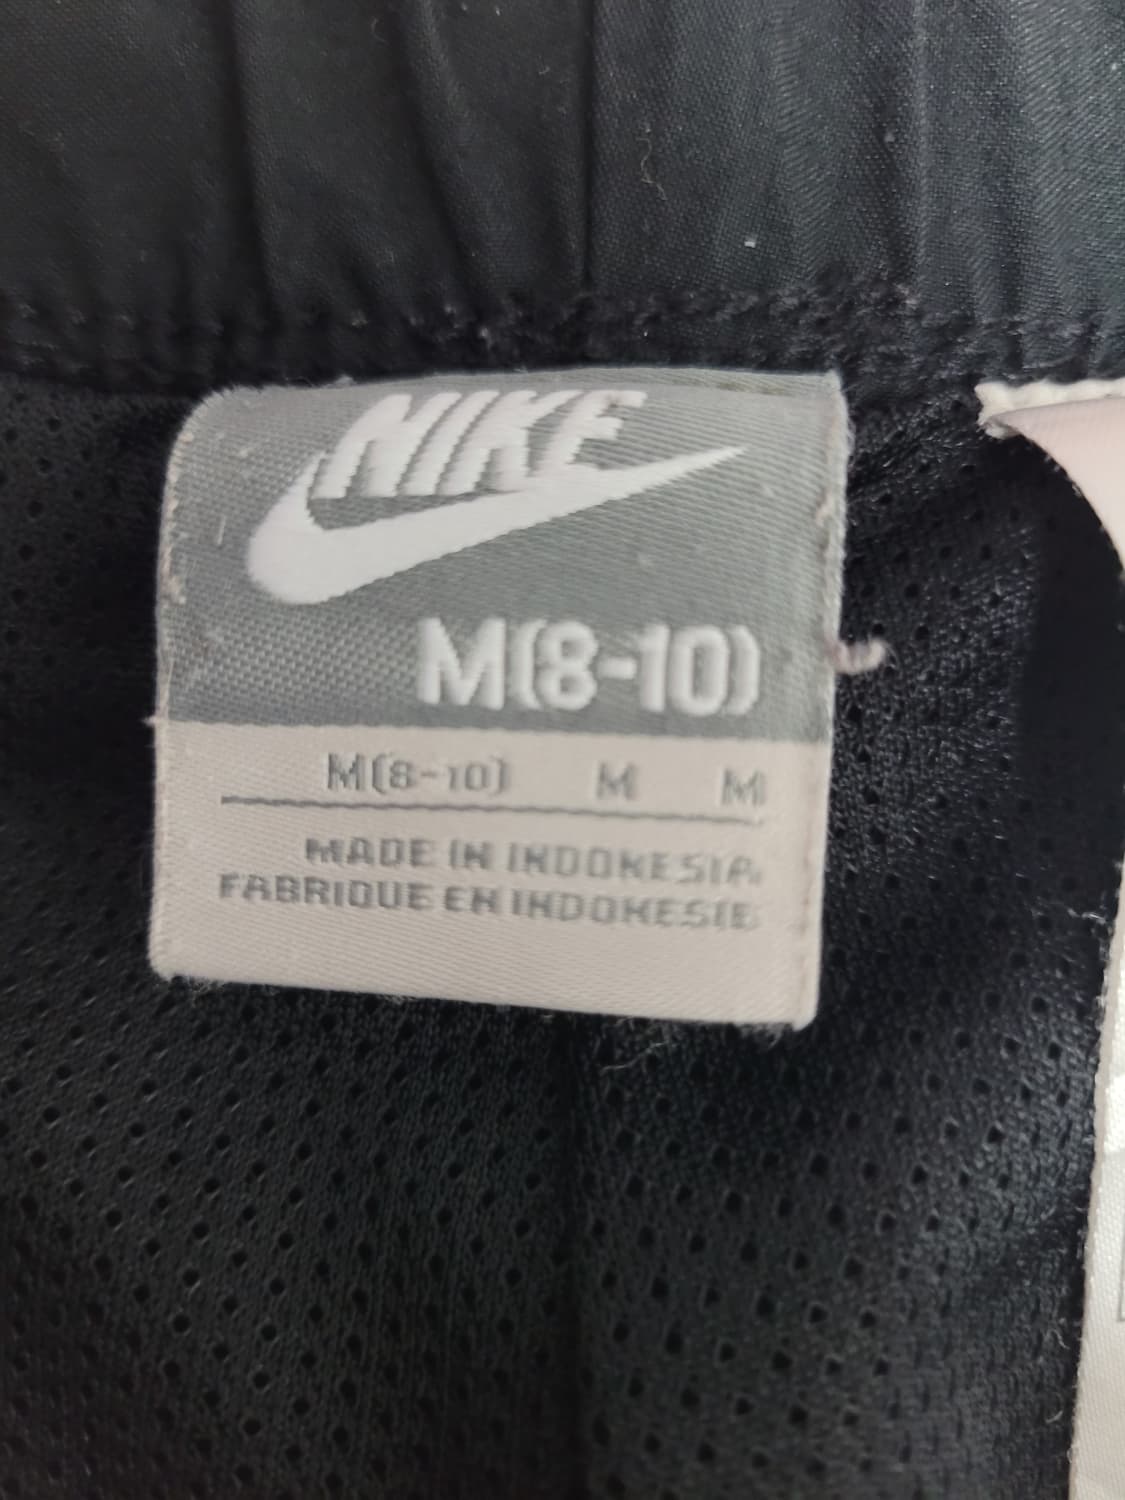 NIKE
M(8-10)
M(8-10) M M
MADE IN INDONESIA
FABRIQUE EN INDONESIE